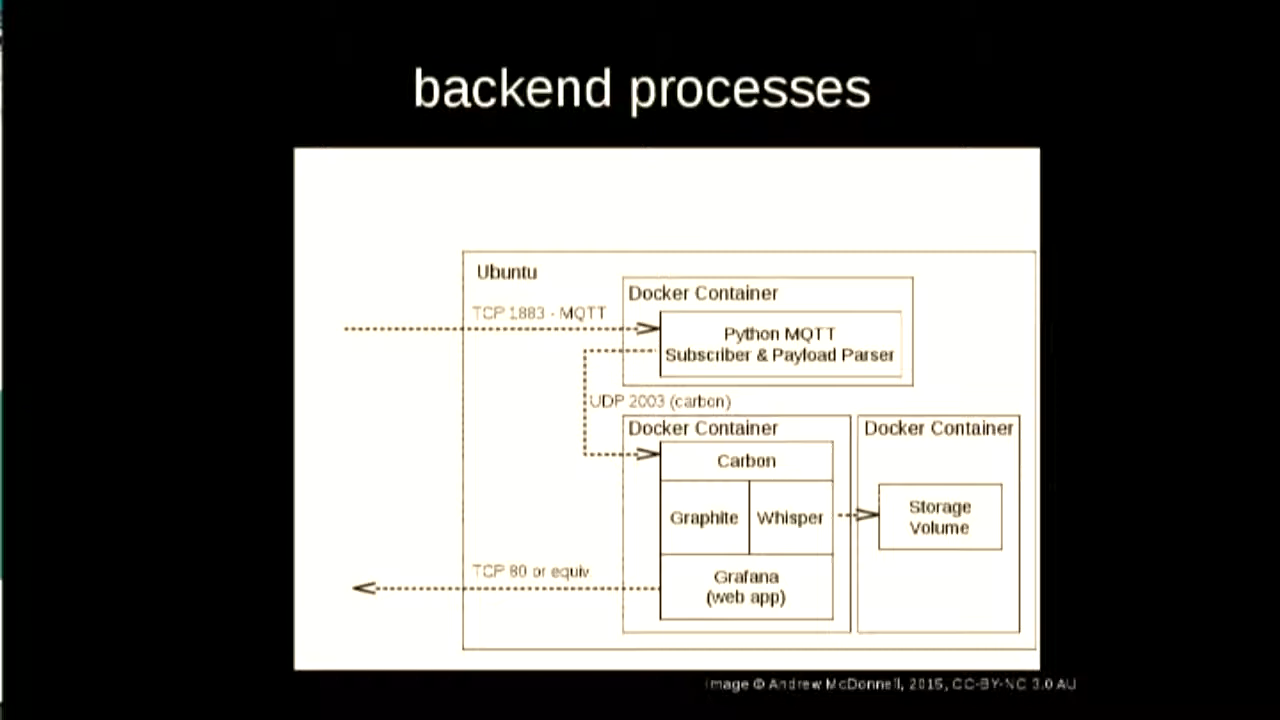 backend processes
Ubuntu
Docker Container
TCP 1883 - MQTT
Python MQTT
Subscriber & Payload Parser
UDP 2003 (carbon)
Docker Container
Docker Container
Carbon
Graphite
Whisper
Storage
Volume
TCP 80 or equiv
Grafana
(web app)
Image © Andrew McDonnell, 2015, CC-BY-NC 3.0 AU